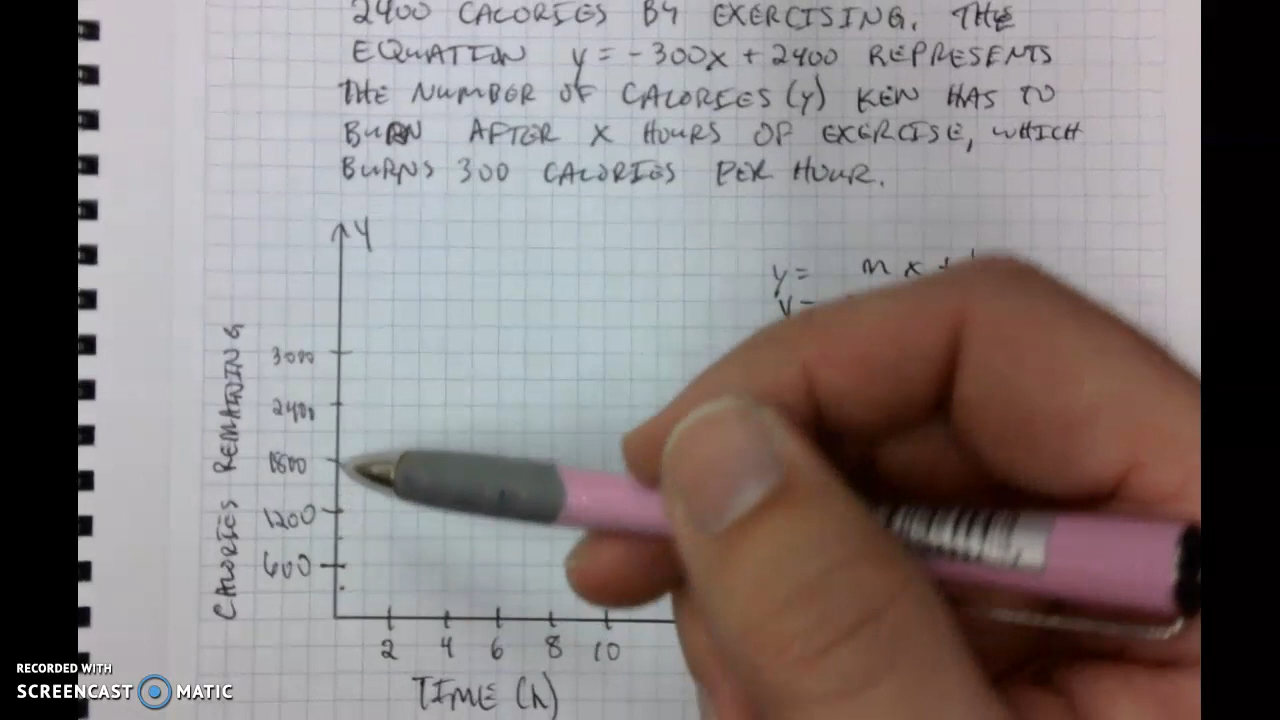 2400 CALORIES BY EXERCISING. THE
EQUATION y = -300x + 2400 REPRESENTS
THE NUMBER OF CALORIES (y) KEN HAS TO
BURN AFTER X HOURS OF EXERCISE, WHICH
BURNS 300 CALORIES PER HOUR.
Y
y = mx +
y =
3000
2400
1800
1200
600
CALORIES REMAINING
2 4 6 8 10
TIME (h)
RECORDED WITH
SCREENCAST MATIC